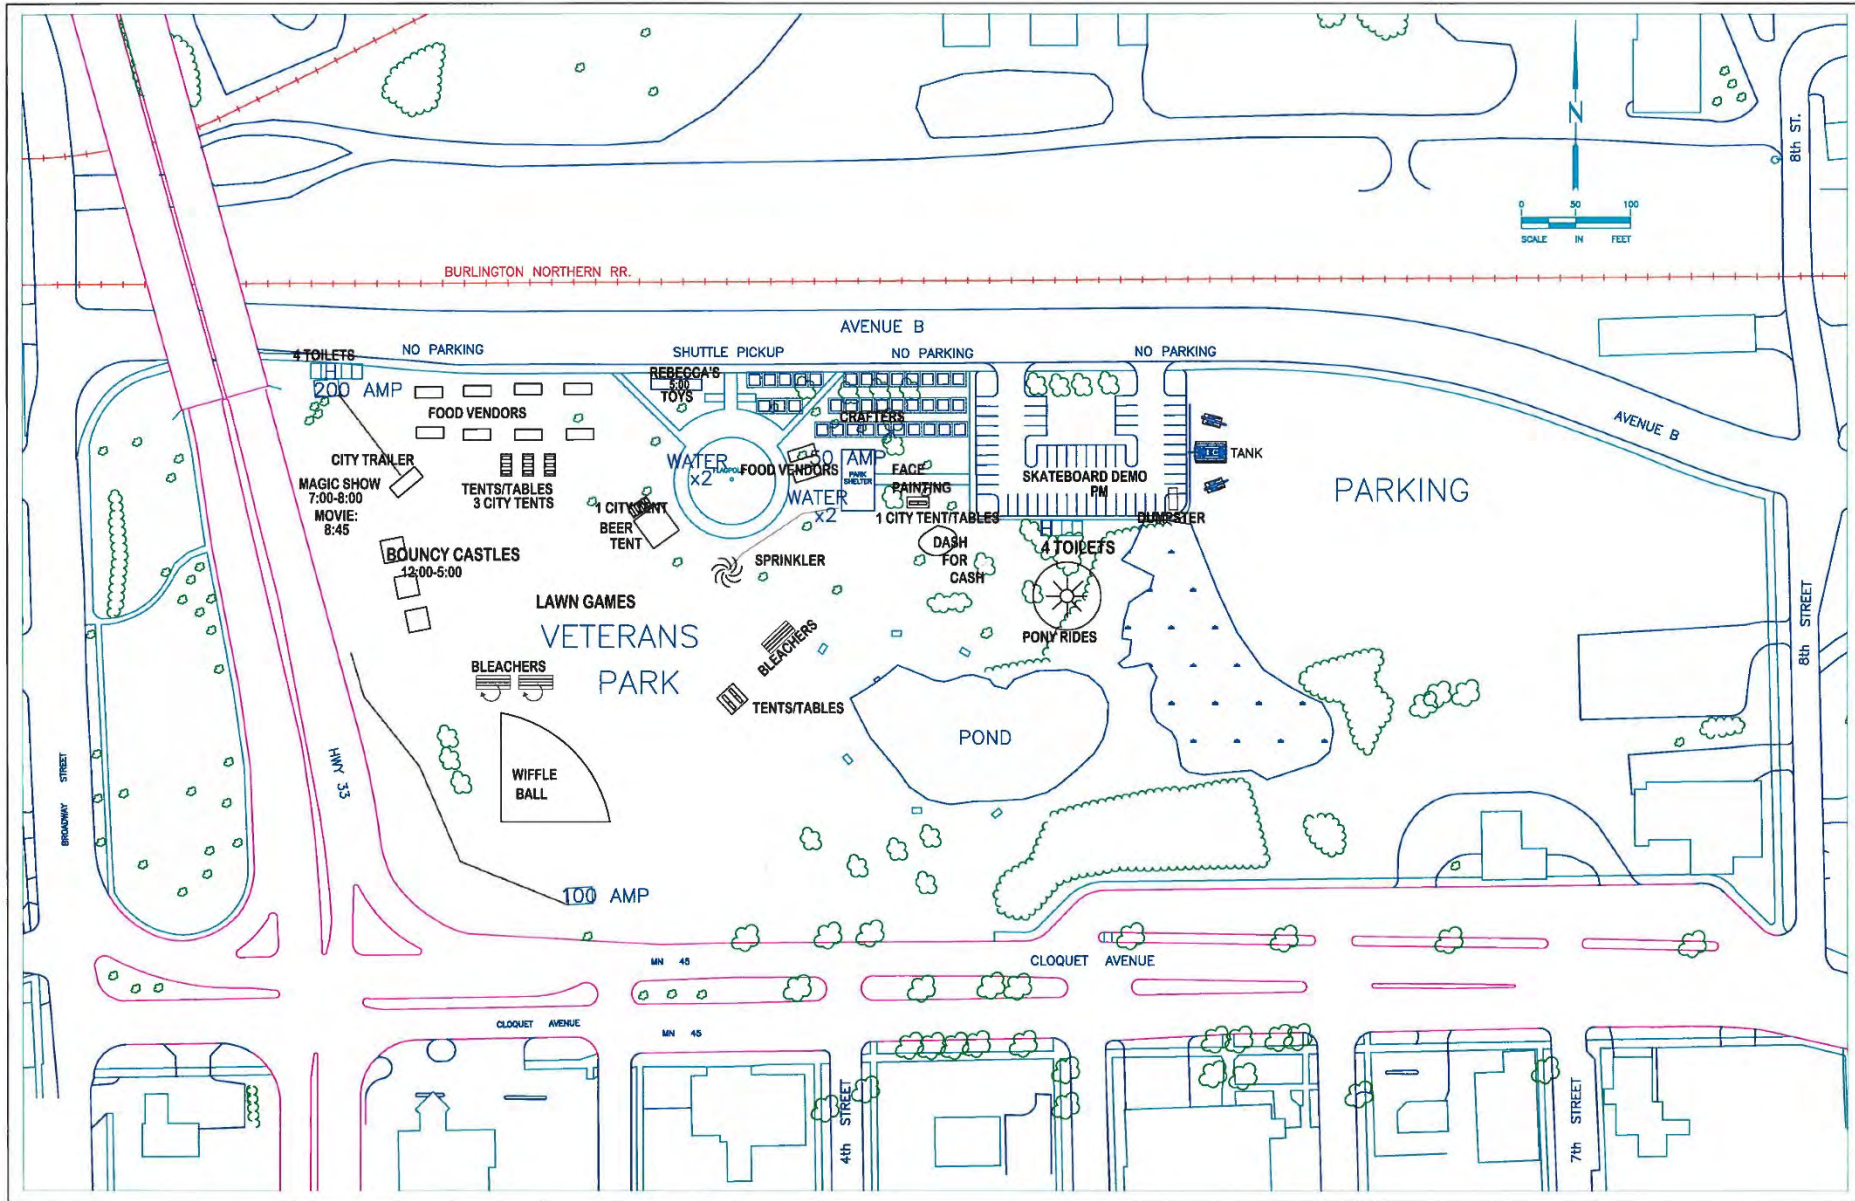 N
8th ST.
0 50 100
SCALE IN FEET
BURLINGTON NORTHERN RR.
AVENUE B
NO PARKING
SHUTTLE PICKUP
NO PARKING
NO PARKING
4 TOILETS
H
200 AMP
FOOD VENDORS
REBECCA'S
5:00
TOYS
CRAFTERS
AVENUE B
CITY TRAILER
MAGIC SHOW
7:00-8:00
MOVIE:
8:45
TENTS/TABLES
3 CITY TENTS
WATER
x2
FLAGPOLE
FOOD VENDORS
50 AMP
PARK
SHELTER
WATER
x2
FACE
PAINTING
1 CITY TENT/TABLES
SKATEBOARD DEMO
PM
TANK
PARKING
DUMPSTER
1 CITY TENT
BEER
TENT
BOUNCY CASTLES
12:00-5:00
SPRINKLER
DASH
FOR
CASH
H
4 TOILETS
LAWN GAMES
VETERANS
PARK
PONY RIDES
BLEACHERS
BLEACHERS
TENTS/TABLES
POND
8th STREET
WIFFLE
BALL
HWY 33
BROADWAY STREET
100 AMP
MN 45
CLOQUET AVENUE
CLOQUET AVENUE
MN 45
4th STREET
7th STREET